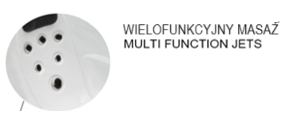 WIELOFUNKCYJNY MASAŻ
MULTI FUNCTION JETS